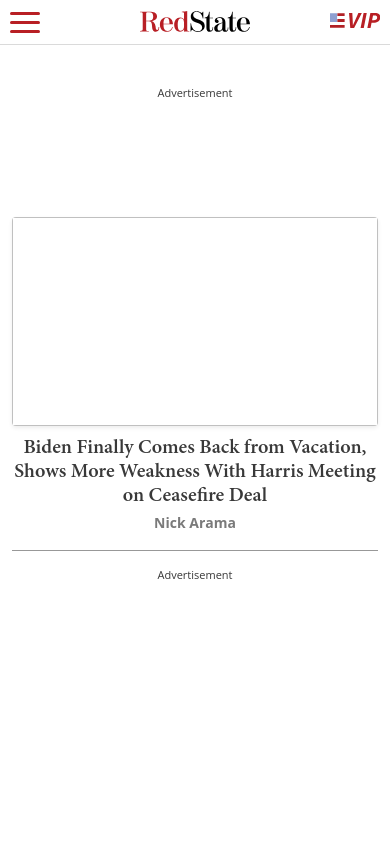 RedState
VIP
Advertisement
Biden Finally Comes Back from Vacation,
Shows More Weakness With Harris Meeting
on Ceasefire Deal
Nick Arama
Advertisement